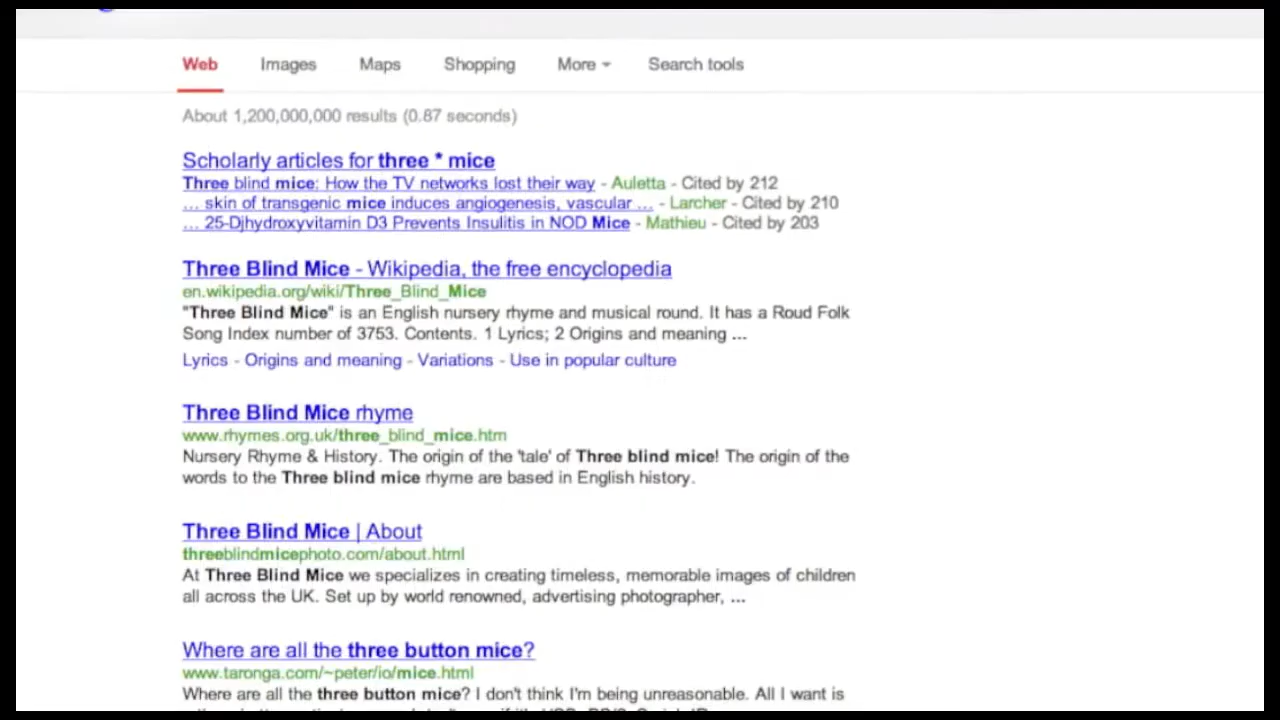 Web Images Maps Shopping More Search tools
About 1,200,000,000 results (0.87 seconds)
Scholarly articles for three * mice
Three blind mice: How the TV networks lost their way - Auletta - Cited by 212
... skin of transgenic mice induces angiogenesis, vascular ... - Larcher - Cited by 210
... 25-Djhydroxyvitamin D3 Prevents Insulitis in NOD Mice - Mathieu - Cited by 203
Three Blind Mice - Wikipedia, the free encyclopedia
en.wikipedia.org/wiki/Three_Blind_Mice
"Three Blind Mice" is an English nursery rhyme and musical round. It has a Roud Folk
Song Index number of 3753. Contents. 1 Lyrics; 2 Origins and meaning ...
Lyrics - Origins and meaning - Variations - Use in popular culture
Three Blind Mice rhyme
www.rhymes.org.uk/three_blind_mice.htm
Nursery Rhyme & History. The origin of the 'tale' of Three blind mice! The origin of the
words to the Three blind mice rhyme are based in English history.
Three Blind Mice | About
threeblindmicephoto.com/about.html
At Three Blind Mice we specializes in creating timeless, memorable images of children
all across the UK. Set up by world renowned, advertising photographer, ...
Where are all the three button mice?
www.taronga.com/~peter/io/mice.html
Where are all the three button mice? I don't think I'm being unreasonable. All I want is